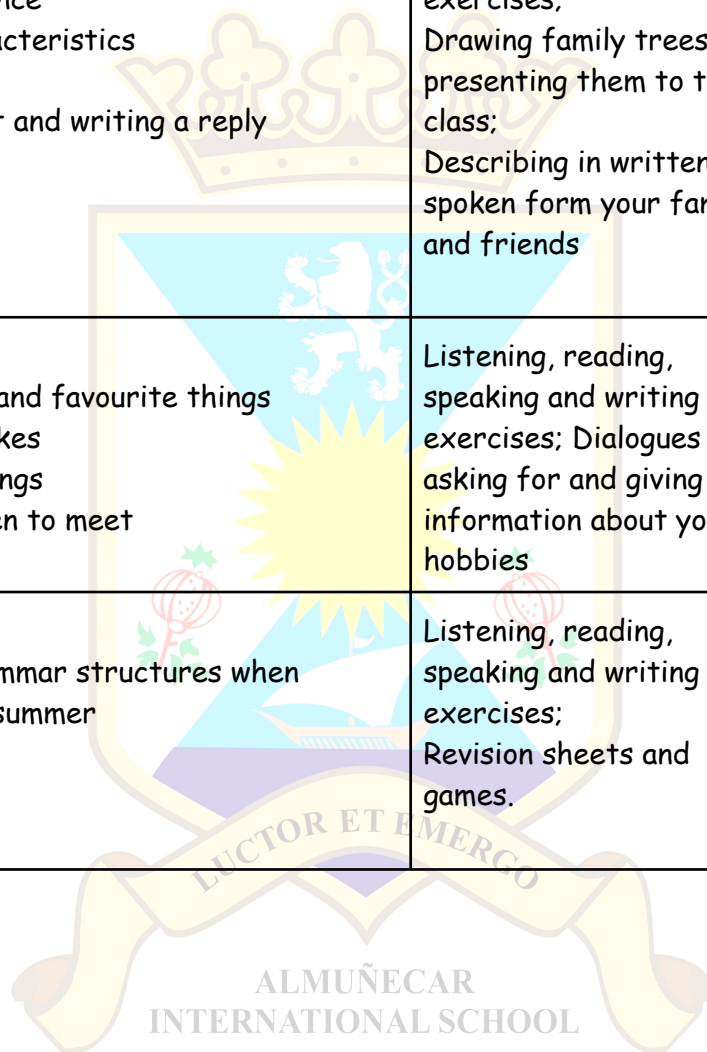 acteristics
exercises;
Drawing family trees
presenting them to t
t and writing a reply
class;
Describing in written
spoken form your fam
and friends
and favourite things
kes
ngs
en to meet
Listening, reading,
speaking and writing
exercises; Dialogues
asking for and giving
information about yo
hobbies
mmar structures when
summer
Listening, reading,
speaking and writing
exercises;
Revision sheets and
games.
LUCTOR ET EMERGO
ALMUÑECAR
INTERNATIONAL SCHOOL